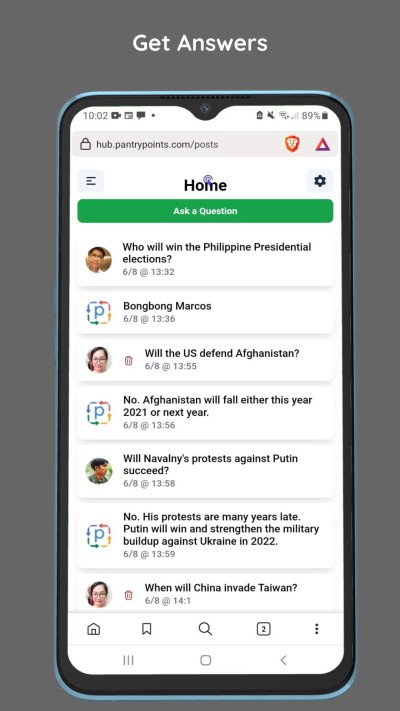 Get Answers
10:02
89%
hub.pantrypoints.com/posts
Home
Ask a Question
Who will win the Philippine Presidential
elections?
6/8 @ 13:32
p
Bongbong Marcos
6/8 @ 13:36
Will the US defend Afghanistan?
6/8 @ 13:55
p
No. Afghanistan will fall either this year
2021 or next year.
6/8 @ 13:56
Will Navalny's protests against Putin
succeed?
6/8 @ 13:58
p
No. His protests are many years late.
Putin will win and strengthen the military
buildup against Ukraine in 2022.
6/8 @ 13:59
When will China invade Taiwan?
6/8 @ 14:1
2